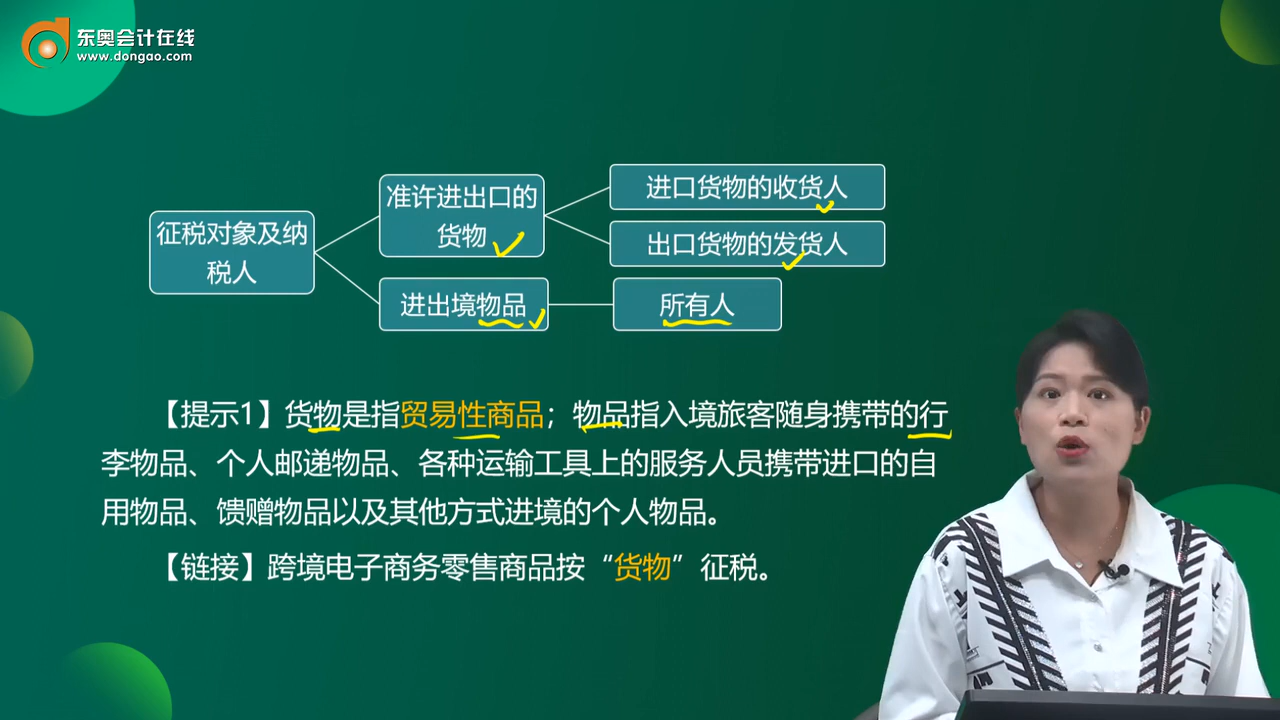 东奥会计在线
www.dongao.com
征税对象及纳
税人
准许进出口的
货物
进口货物的收货人
出口货物的发货人
进出境物品
所有人
【提示1】货物是指贸易性商品；物品指入境旅客随身携带的行
李物品、个人邮递物品、各种运输工具上的服务人员携带进口的自
用物品、馈赠物品以及其他方式进境的个人物品。
【链接】跨境电子商务零售商品按“货物”征税。